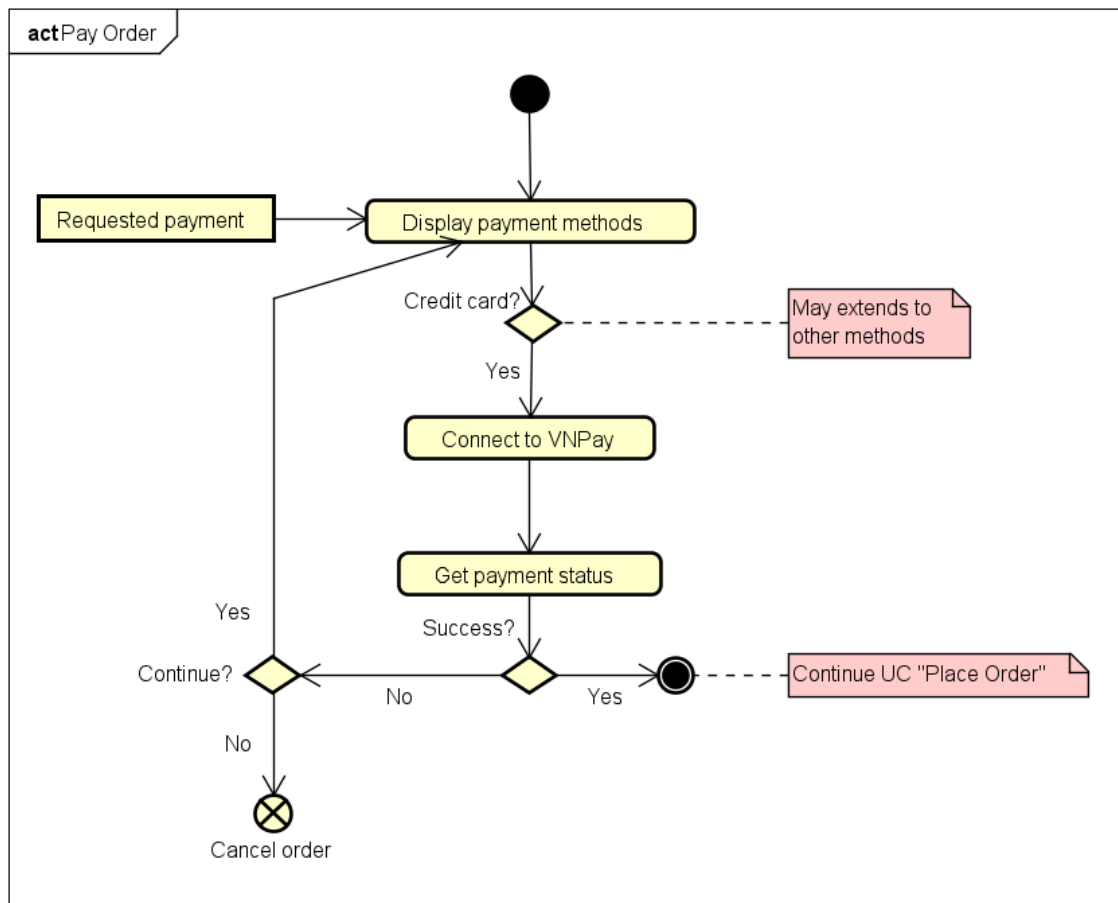 act Pay Order
Requested payment
Display payment methods
Credit card?
May extends to
other methods
Yes
Connect to VNPay
Get payment status
Yes
Success?
Continue?
No
Yes
Continue UC "Place Order"
No
Cancel order